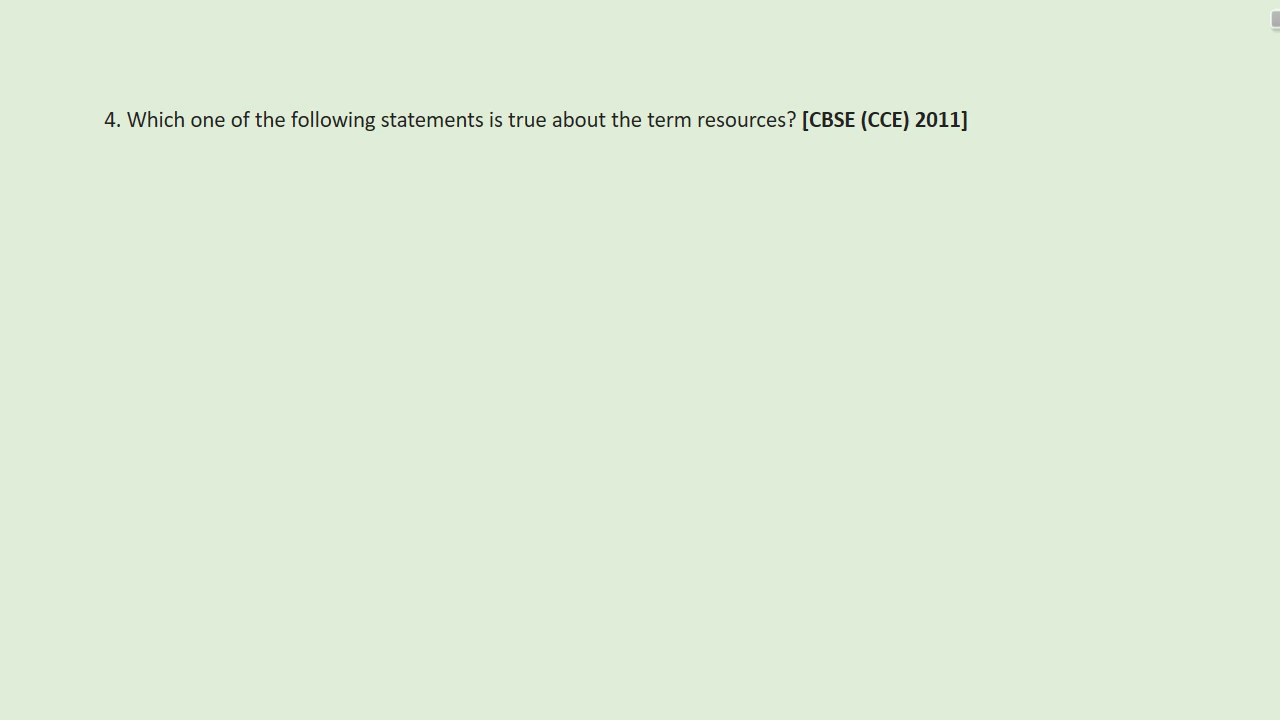 4. Which one of the following statements is true about the term resources? [CBSE (CCE) 2011]